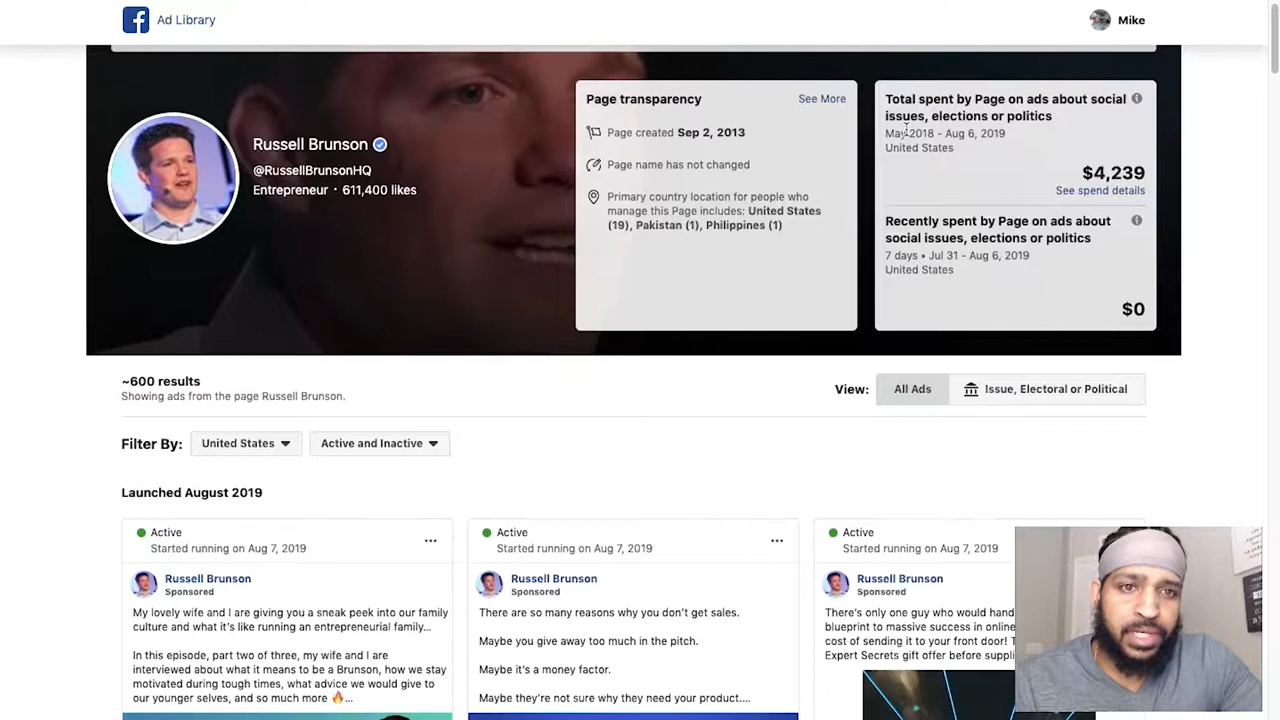 Ad Library
Mike
Russell Brunson
@RussellBrunsonHQ
Entrepreneur · 611,400 likes
Page transparency
See More
Page created Sep 2, 2013
Page name has not changed
Primary country location for people who
manage this Page includes: United States
(19), Pakistan (1), Philippines (1)
Total spent by Page on ads about social
issues, elections or politics
May 2018 - Aug 6, 2019
United States
$4,239
See spend details
Recently spent by Page on ads about
social issues, elections or politics
7 days • Jul 31 - Aug 6, 2019
United States
$0
~600 results
Showing ads from the page Russell Brunson.
View:
All Ads
Issue, Electoral or Political
Filter By:
United States
Active and Inactive
Launched August 2019
Active
Started running on Aug 7, 2019
Russell Brunson
Sponsored
My lovely wife and I are giving you a sneak peek into our family
culture and what it's like running an entrepreneurial family...
In this episode, part two of three, my wife and I are
interviewed about what it means to be a Brunson, how we stay
motivated during tough times, what advice we would give to
our younger selves, and so much more 🔥...
Active
Started running on Aug 7, 2019
Russell Brunson
Sponsored
There are so many reasons why you don't get sales.
Maybe you give away too much in the pitch.
Maybe it's a money factor.
Maybe they're not sure why they need your product....
Active
Started running on Aug 7, 2019
Russell Brunson
Sponsored
There's only one guy who would hand
blueprint to massive success in online
cost of sending it to your front door! T
Expert Secrets gift offer before suppli